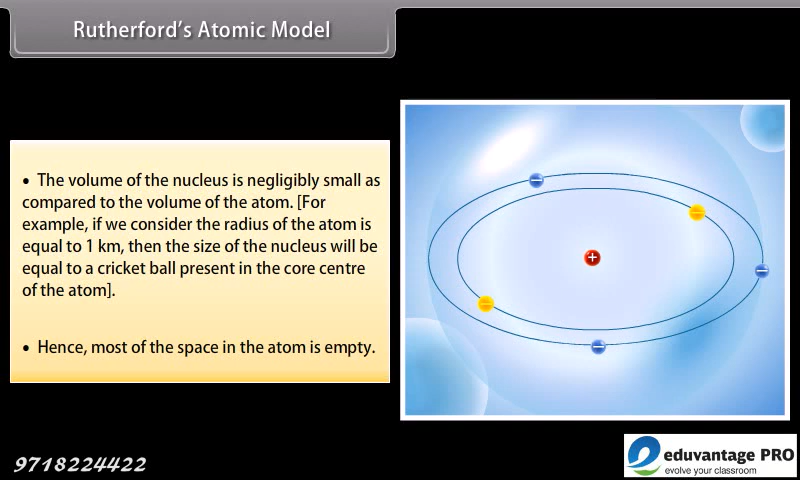 Rutherford's Atomic Model
• The volume of the nucleus is negligibly small as
compared to the volume of the atom. [For
example, if we consider the radius of the atom is
equal to 1 km, then the size of the nucleus will be
equal to a cricket ball present in the core centre
of the atom].
• Hence, most of the space in the atom is empty.
9718224422
eduvantage PRO
evolve your classroom